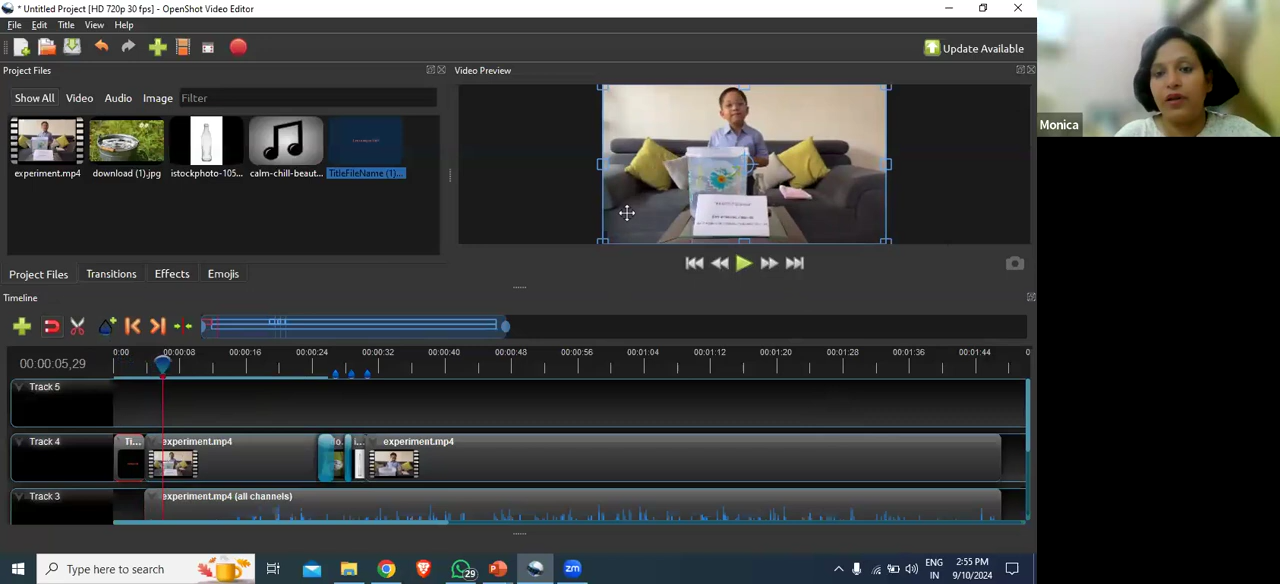 * Untitled Project [HD 720p 30 fps] - OpenShot Video Editor
File Edit Title View Help
Update Available
Project Files
Video Preview
Show All Video Audio Image Filter
experiment.mp4 download (1).jpg istockphoto-105... calm-chill-beaut... TitleFileName (1)...
Project Files Transitions Effects Emojis
Timeline
00:00:05,29
0:00 00:00:08 00:00:16 00:00:24 00:00:32 00:00:40 00:00:48 00:00:56 00:01:04 00:01:12 00:01:20 00:01:28 00:01:36 00:01:44
Track 5
Track 4
Ti... experiment.mp4 experiment.mp4
Track 3
experiment.mp4 (all channels)
Monica
Type here to search
29
zm
ENG
IN
2:55 PM
9/10/2024